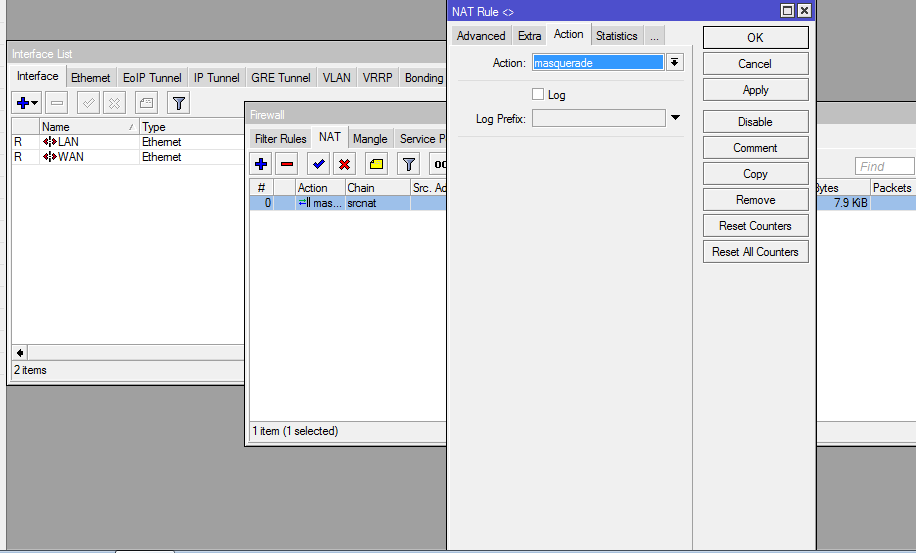 NAT Rule <>
Advanced Extra Action Statistics ...
Action: masquerade
Log
Log Prefix:
OK
Cancel
Apply
Disable
Comment
Copy
Remove
Reset Counters
Reset All Counters
Interface List
Interface Ethernet EoIP Tunnel IP Tunnel GRE Tunnel VLAN VRRP Bonding
Name Type
R LAN Ethernet
R WAN Ethernet
2 items
Firewall
Filter Rules NAT Mangle Service P
Find
# Action Chain Src. Ad Bytes Packets
0 mas... srcnat 7.9 KiB
1 item (1 selected)